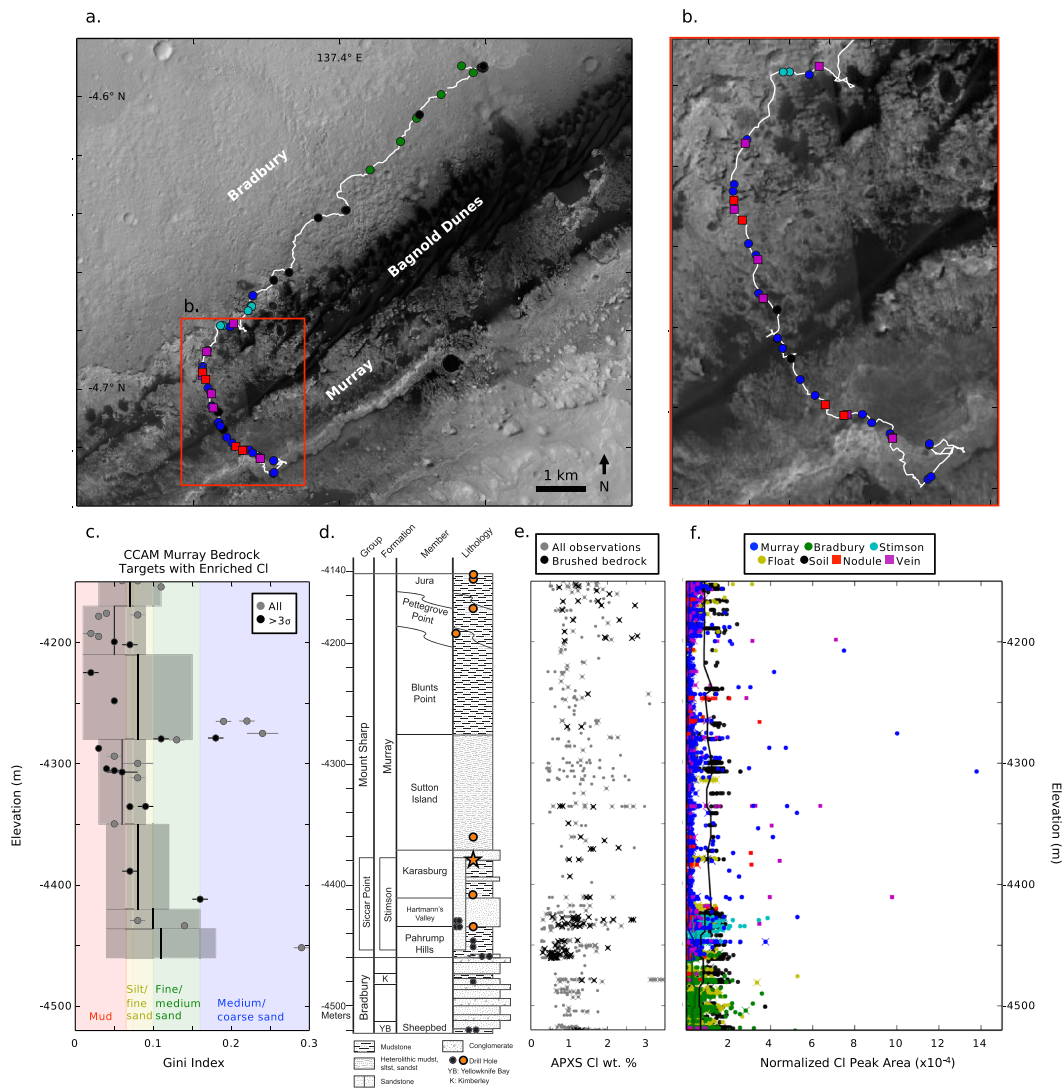 a.
137.4° E
-4.6° N
Bradbury
Bagnold Dunes
b.
-4.7° N
Murray
1 km
N
b.
c.
CCAM Murray Bedrock
Targets with Enriched Cl
All
>3σ
-4200
-4300
-4400
-4500
Elevation (m)
Mud
Silt/
fine
sand
Fine/
medium
sand
Medium/
coarse sand
0
0.1
0.2
0.3
Gini Index
d.
Group
Formation
Member
Lithology
-4140
-4200
-4300
-4400
-4500
Meters
Mount Sharp
Siccar Point
Bradbury
Murray
Stimson
K
YB
Jura
Pettegrove
Point
Blunts
Point
Sutton
Island
Karasburg
Hartmann's
Valley
Pahrump
Hills
Sheepbed
Mudstone
Heterolithic mudst,
sltst, sandst
Sandstone
Conglomerate
Drill Hole
YB: Yellowknife Bay
K: Kimberley
e.
All observations
Brushed bedrock
0
1
2
3
APXS Cl wt. %
f.
Murray
Bradbury
Stimson
Float
Soil
Nodule
Vein
-4200
-4300
-4400
-4500
Elevation (m)
2
4
6
8
10
12
Normalized Cl Peak Area (x10⁻⁴)